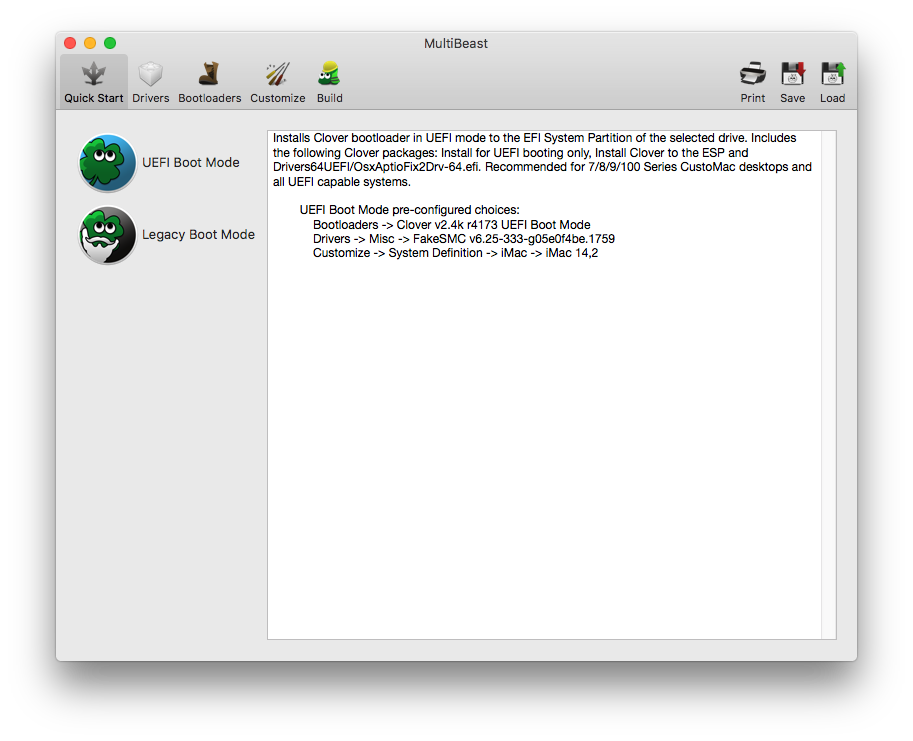 MultiBeast
Quick Start
Drivers
Bootloaders
Customize
Build
Print
Save
Load
UEFI Boot Mode
Legacy Boot Mode
Installs Clover bootloader in UEFI mode to the EFI System Partition of the selected drive. Includes
the following Clover packages: Install for UEFI booting only, Install Clover to the ESP and
Drivers64UEFI/OsxAptioFix2Drv-64.efi. Recommended for 7/8/9/100 Series CustoMac desktops and
all UEFI capable systems.
UEFI Boot Mode pre-configured choices:
Bootloaders -> Clover v2.4k r4173 UEFI Boot Mode
Drivers -> Misc -> FakeSMC v6.25-333-g05e0f4be.1759
Customize -> System Definition -> iMac -> iMac 14,2